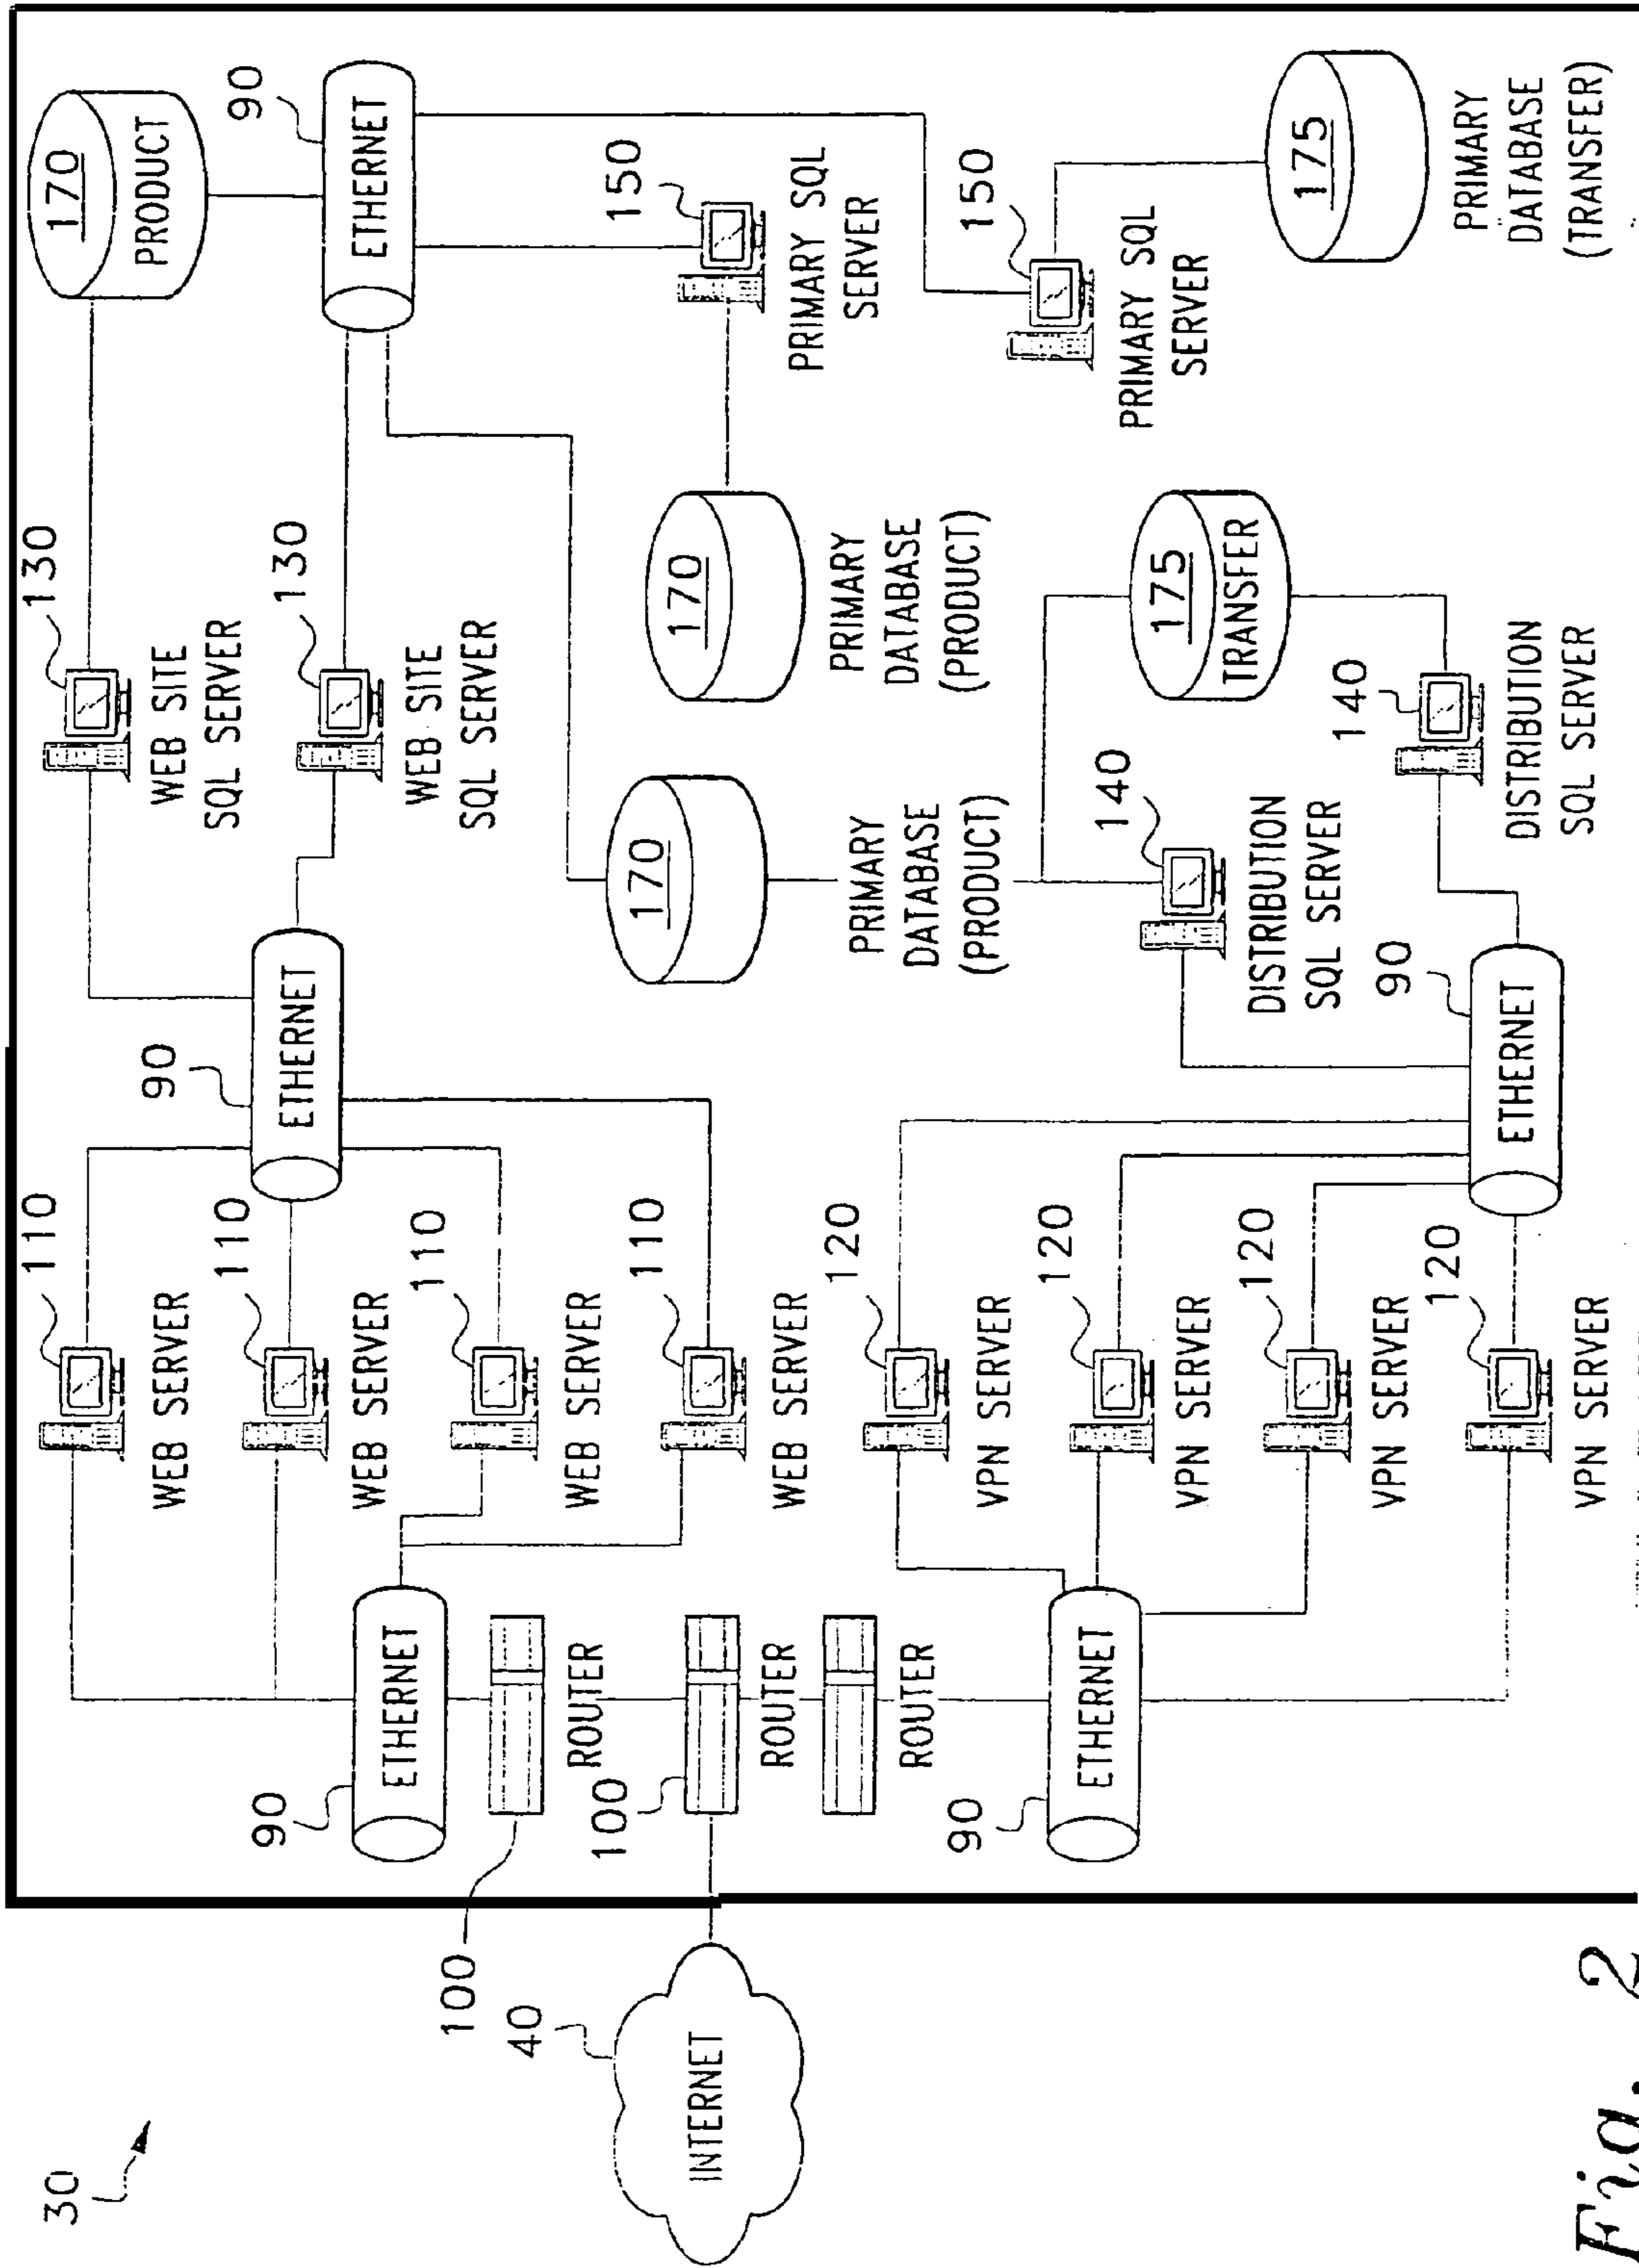 30
40
INTERNET
100
90
ETHERNET
100
ROUTER
100
ROUTER
ROUTER
90
ETHERNET
110
WEB SERVER
110
WEB SERVER
110
WEB SERVER
110
WEB SERVER
120
VPN SERVER
120
VPN SERVER
120
VPN SERVER
120
VPN SERVER
90
ETHERNET
90
ETHERNET
130
WEB SITE
SQL SERVER
130
WEB SITE
SQL SERVER
170
PRIMARY
DATABASE
(PRODUCT)
140
DISTRIBUTION
SQL SERVER
140
DISTRIBUTION
SQL SERVER
170
PRIMARY
DATABASE
(PRODUCT)
175
TRANSFER
170
PRODUCT
90
ETHERNET
150
PRIMARY SQL
SERVER
150
PRIMARY SQL
SERVER
175
PRIMARY
DATABASE
(TRANSFER)
Fig. 2